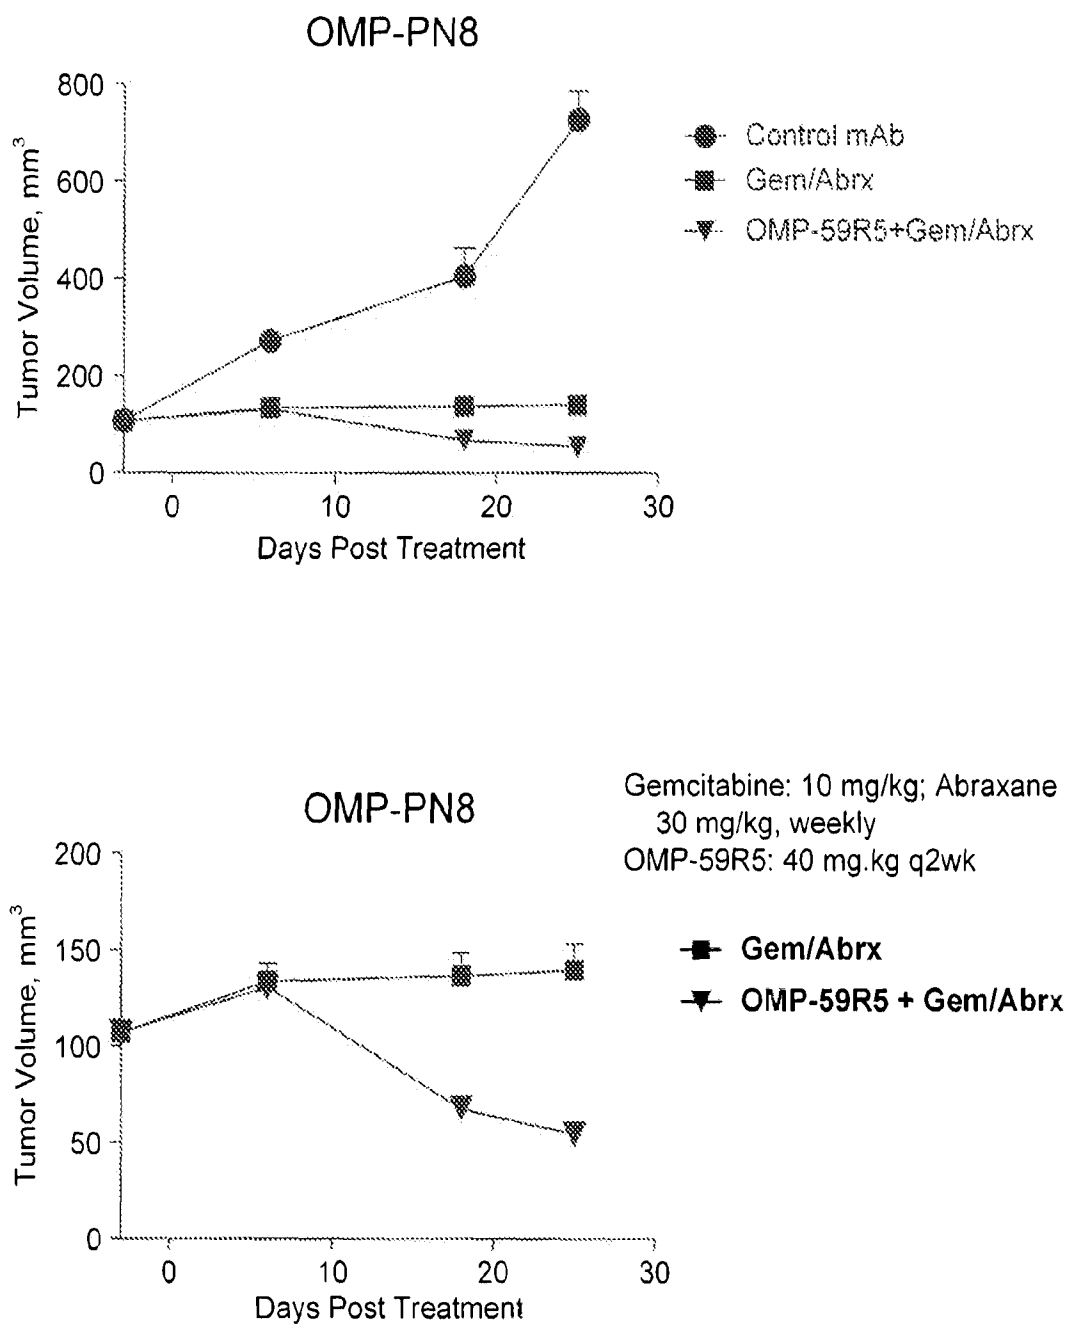 OMP-PN8
800
600
400
200
0
Tumor Volume, mm³
0 10 20 30
Days Post Treatment
Control mAb
Gem/Abrx
OMP-59R5+Gem/Abrx
OMP-PN8
Gemcitabine: 10 mg/kg; Abraxane
30 mg/kg, weekly
OMP-59R5: 40 mg.kg q2wk
200
150
100
50
0
Tumor Volume, mm³
0 10 20 30
Days Post Treatment
Gem/Abrx
OMP-59R5 + Gem/Abrx